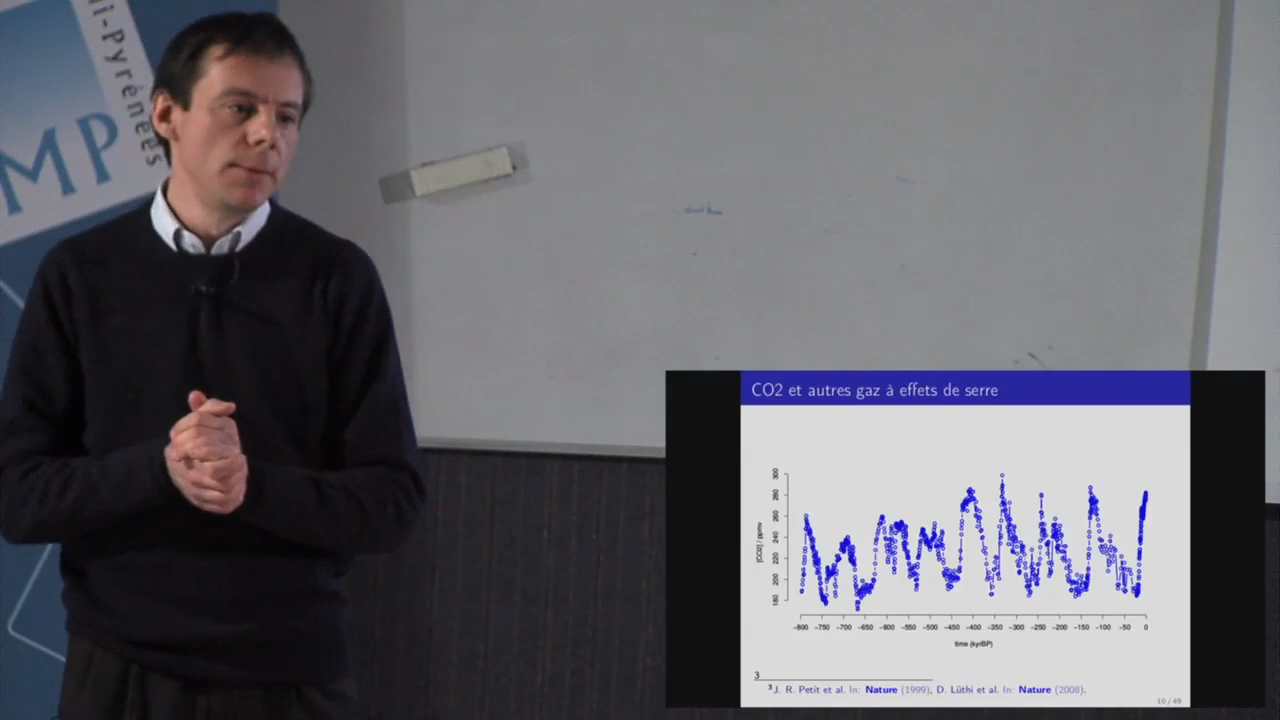 i-Pyrénées
MP
CO2 et autres gaz à effets de serre
[CO2] / ppmv
300
280
260
240
220
200
180
-800 -750 -700 -650 -600 -550 -500 -450 -400 -350 -300 -250 -200 -150 -100 -50 0
time (kyrBP)
3
3 J. R. Petit et al. In: Nature (1999), D. Lüthi et al. In: Nature (2008).
10 / 49